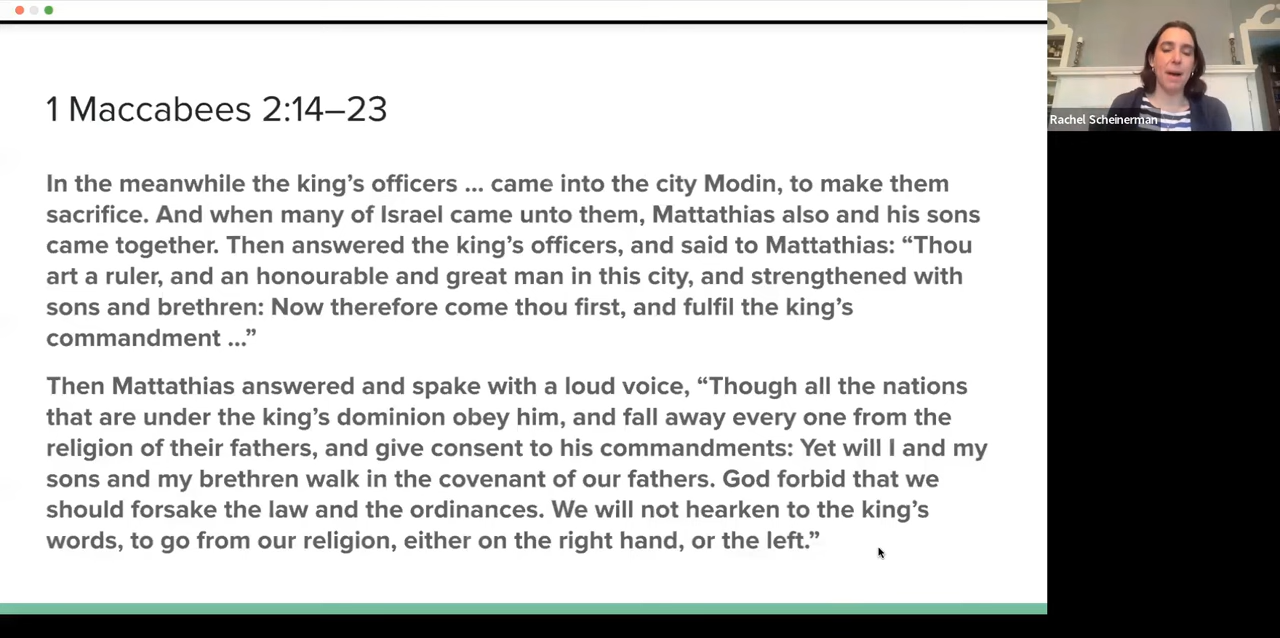 1 Maccabees 2:14–23
In the meanwhile the king’s officers ... came into the city Modin, to make them
sacrifice. And when many of Israel came unto them, Mattathias also and his sons
came together. Then answered the king’s officers, and said to Mattathias: “Thou
art a ruler, and an honourable and great man in this city, and strengthened with
sons and brethren: Now therefore come thou first, and fulfil the king’s
commandment ...”
Then Mattathias answered and spake with a loud voice, “Though all the nations
that are under the king’s dominion obey him, and fall away every one from the
religion of their fathers, and give consent to his commandments: Yet will I and my
sons and my brethren walk in the covenant of our fathers. God forbid that we
should forsake the law and the ordinances. We will not hearken to the king’s
words, to go from our religion, either on the right hand, or the left.”
Rachel Scheinerman